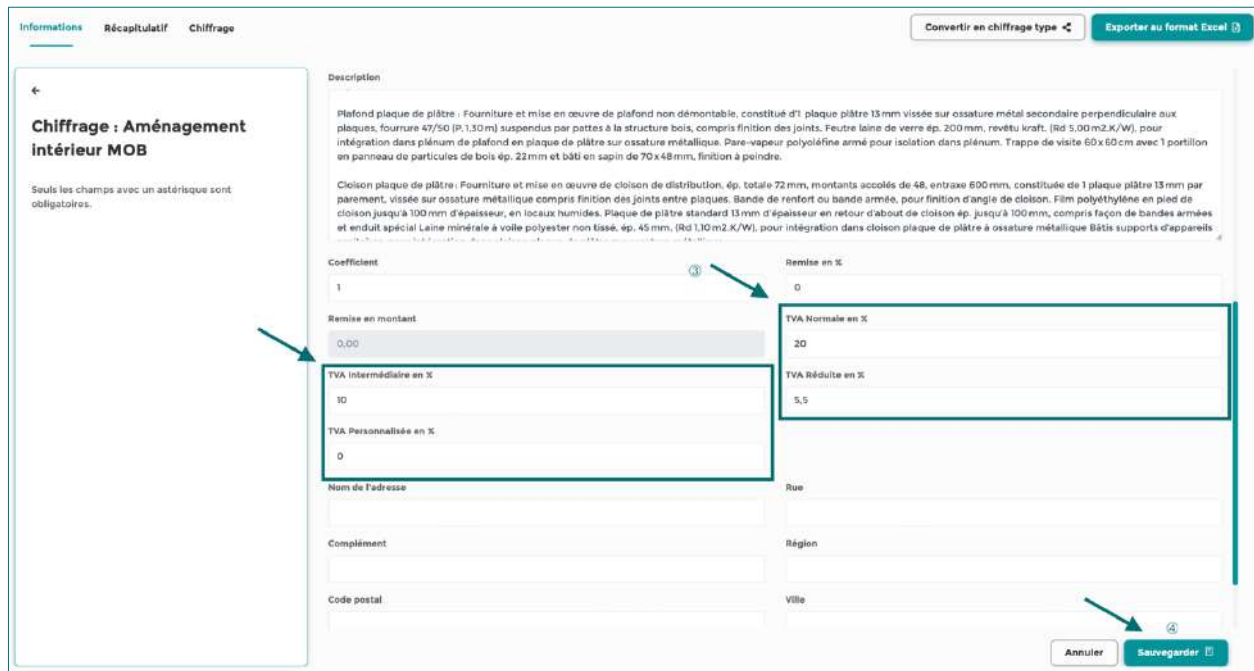 Informations Récapitulatif Chiffrage
Convertir en chiffrage type
Exporter au format Excel
Chiffrage : Aménagement
intérieur MOB
Seuls les champs avec un astérisque sont
obligatoires.
Description
Plafond plaque de plâtre : Fourniture et mise en œuvre de plafond non démontable, constitué d'1 plaque plâtre 13 mm vissée sur ossature métal secondaire perpendiculaire aux
plaques, fourrure 47/50 (P. 1,30 m) suspendus par pattes à la structure bois, compris finition des joints. Feutre laine de verre ép. 200 mm, revêtu kraft, (Rd 5,00 m2.K/W), pour
intégration dans plénum de plafond en plaque de plâtre sur ossature métallique. Pare-vapeur polyoléfine armé pour isolation dans plénum. Trappe de visite 60 x 60 cm avec 1 portillon
en panneau de particules de bois ép. 22 mm et bâti en sapin de 70 x 48 mm, finition à peindre.
Cloison plaque de plâtre : Fourniture et mise en œuvre de cloison de distribution, ép. totale 72 mm, montants accolés de 48, entraxe 600 mm, constituée de 1 plaque plâtre 13 mm par
parement, vissée sur ossature métallique compris finition des joints entre plaques. Bande de renfort ou bande armée, pour finition d'angle de cloison. Film polyéthylène en pied de
cloison jusqu'à 100 mm d'épaisseur, en locaux humides. Plaque de plâtre standard 13 mm d'épaisseur en retour d'about de cloison ép. jusqu'à 100 mm, compris façon de bandes armées
et enduit spécial Laine minérale à voile polyester non tissé, ép. 45 mm, (Rd 1,10 m2.K/W), pour intégration dans cloison plaque de plâtre à ossature métallique Bâtis supports d'appareils
Coefficient
1
③
Remise en %
0
Remise en montant
0,00
TVA Normale en %
20
TVA Intermédiaire en %
10
TVA Réduite en %
5,5
TVA Personnalisée en %
0
Nom de l'adresse
Rue
Complément
Région
Code postal
Ville
④
Annuler
Sauvegarder